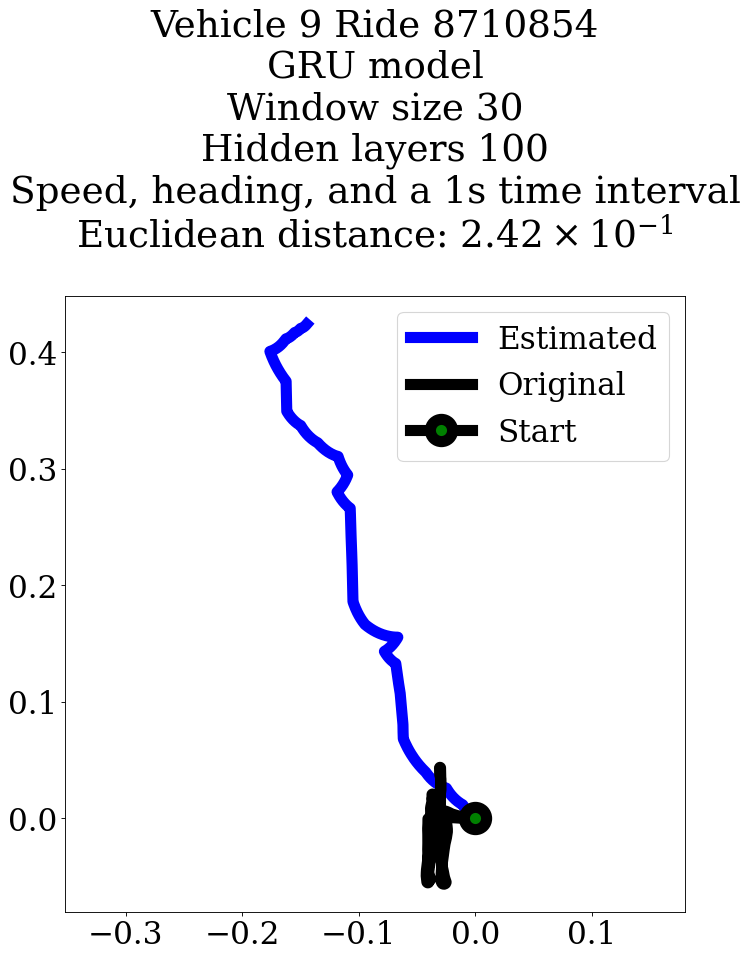 Vehicle 9 Ride 8710854
GRU model
Window size 30
Hidden layers 100
Speed, heading, and a 1s time interval
Euclidean distance: 2.42 × 10⁻¹
Estimated
Original
Start
0.4
0.3
0.2
0.1
0.0
−0.3 −0.2 −0.1 0.0 0.1